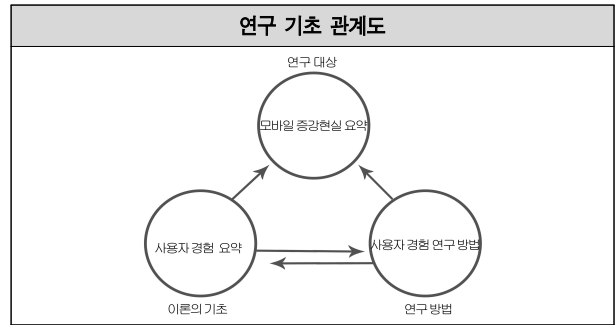 연구 기초 관계도
연구 대상
모바일 증강현실 요약
사용자 경험 요약
사용자 경험 연구 방법
이론의 기초
연구 방법